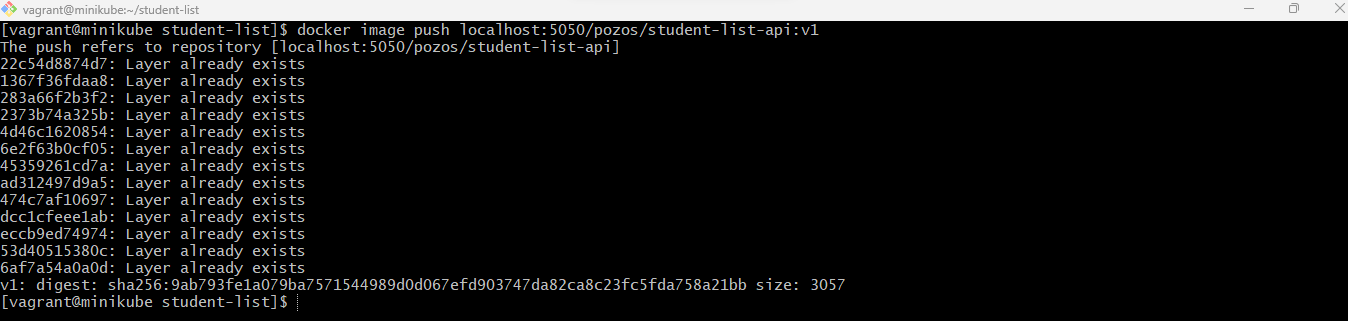 vagrant@minikube:~/student-list
[vagrant@minikube student-list]$ docker image push localhost:5050/pozos/student-list-api:v1
The push refers to repository [localhost:5050/pozos/student-list-api]
22c54d8874d7: Layer already exists
1367f36fdaa8: Layer already exists
283a66f2b3f2: Layer already exists
2373b74a325b: Layer already exists
4d46c1620854: Layer already exists
6e2f63b0cf05: Layer already exists
45359261cd7a: Layer already exists
ad312497d9a5: Layer already exists
474c7af10697: Layer already exists
dcc1cfeee1ab: Layer already exists
eccb9ed74974: Layer already exists
53d40515380c: Layer already exists
6af7a54a0a0d: Layer already exists
v1: digest: sha256:9ab793fe1a079ba7571544989d0d067efd903747da82ca8c23fc5fda758a21bb size: 3057
[vagrant@minikube student-list]$